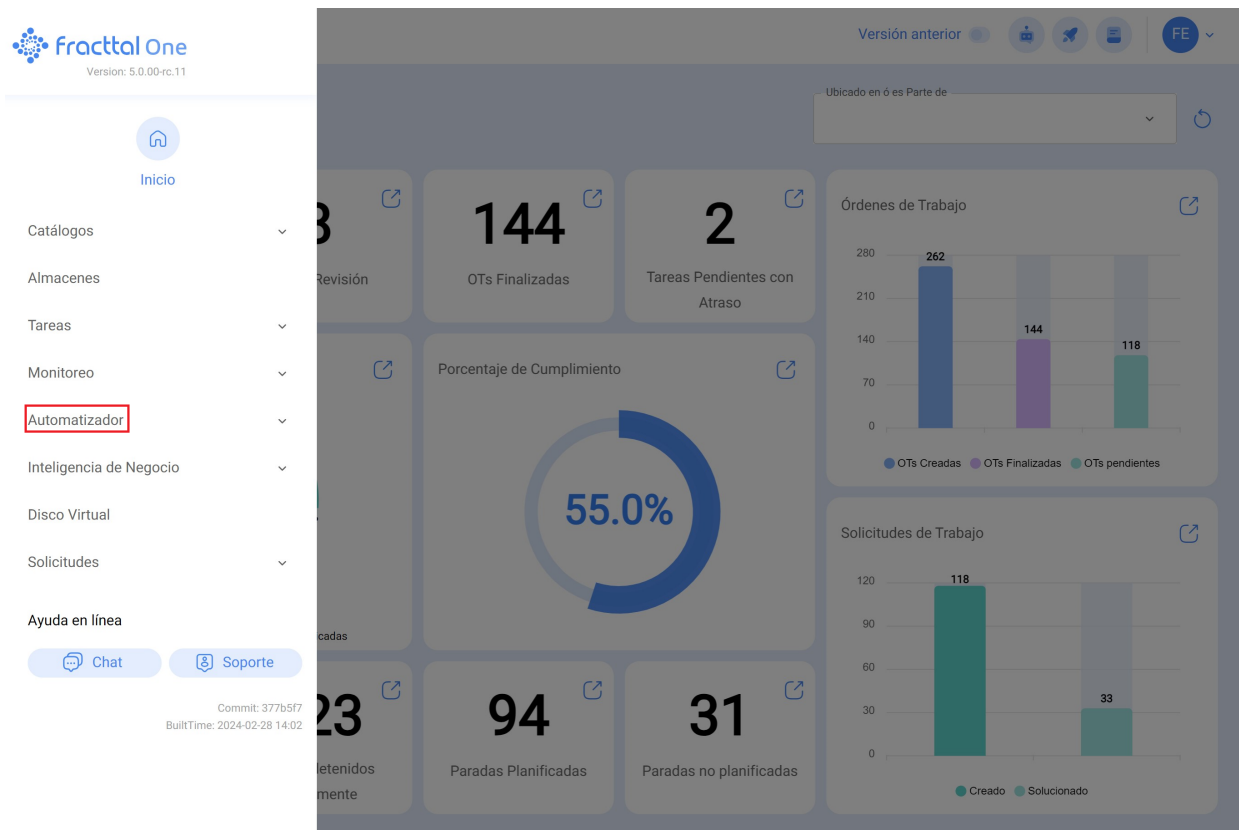 fracttal One
Version: 5.0.00-rc.11
Inicio
Catálogos
Almacenes
Tareas
Monitoreo
Automatizador
Inteligencia de Negocio
Disco Virtual
Solicitudes
Ayuda en línea
Chat
Soporte
Commit: 377b5f7
BuiltTime: 2024-02-28 14:02
Versión anterior
FE
Ubicado en ó es Parte de
Revisión
144
OTs Finalizadas
2
Tareas Pendientes con
Atraso
Órdenes de Trabajo
280
210
140
70
0
262
144
118
OTs Creadas
OTs Finalizadas
OTs pendientes
Porcentaje de Cumplimiento
55.0%
Solicitudes de Trabajo
120
90
60
30
0
118
33
Creado
Solucionado
23
94
Paradas Planificadas
31
Paradas no planificadas